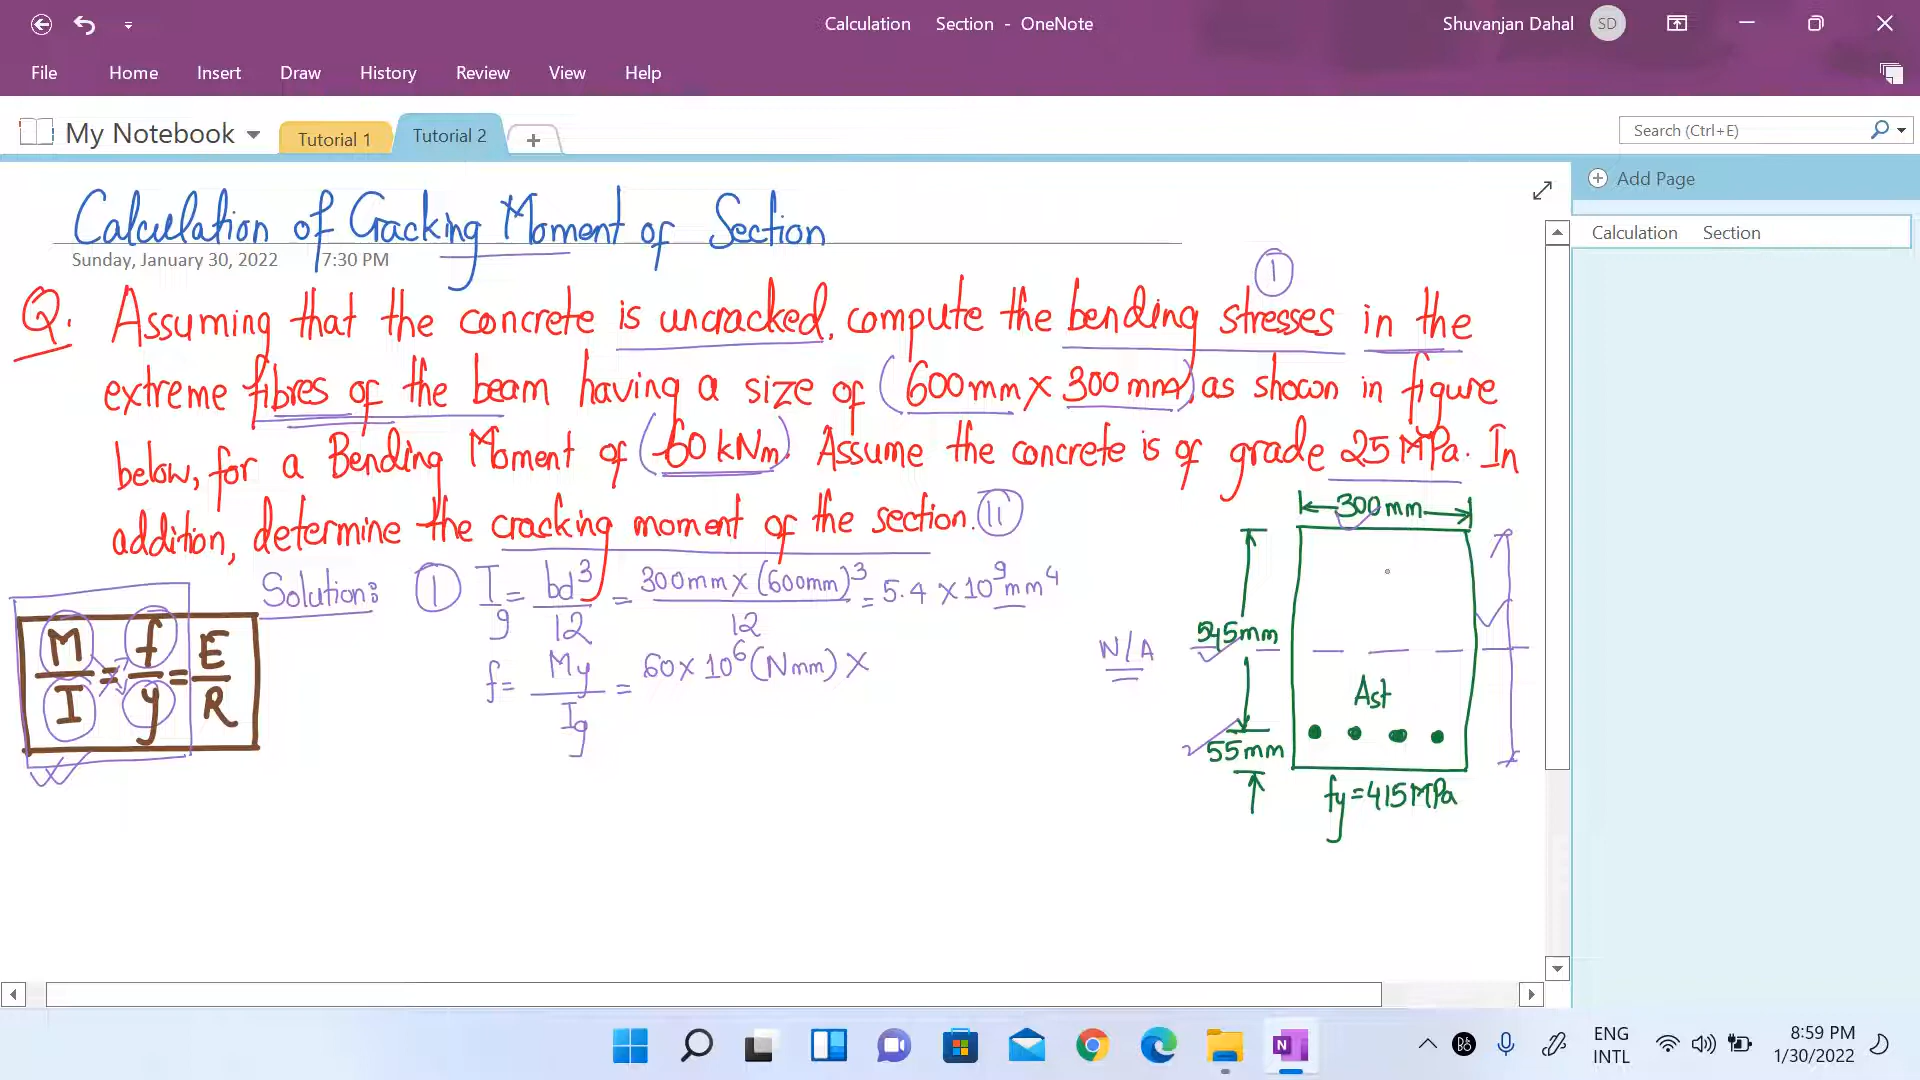 Calculation Section - OneNote
Shuvanjan Dahal SD
File Home Insert Draw History Review View Help
My Notebook Tutorial 1 Tutorial 2 +
Search (Ctrl+E)
Add Page
Calculation Section
Calculation of Cracking Moment of Section
Sunday, January 30, 2022 7:30 PM
Q. Assuming that the concrete is uncracked, compute the bending stresses in the
extreme fibres of the beam having a size of (600mm x 300mm) as shown in figure
below, for a Bending Moment of (60 kNm). Assume the concrete is of grade 25 MPa. In
addition, determine the cracking moment of the section.
I
II
Solution:
I Ig = bd³/12 = 300mm x (600mm)³/12 = 5.4 x 10⁹ mm⁴
f = My/Ig = 60 x 10⁶ (Nmm) x
M/I = f/y = E/R
300mm
545mm
N/A
Ast
55mm
fy = 415 MPa
ENG
INTL
8:59 PM
1/30/2022